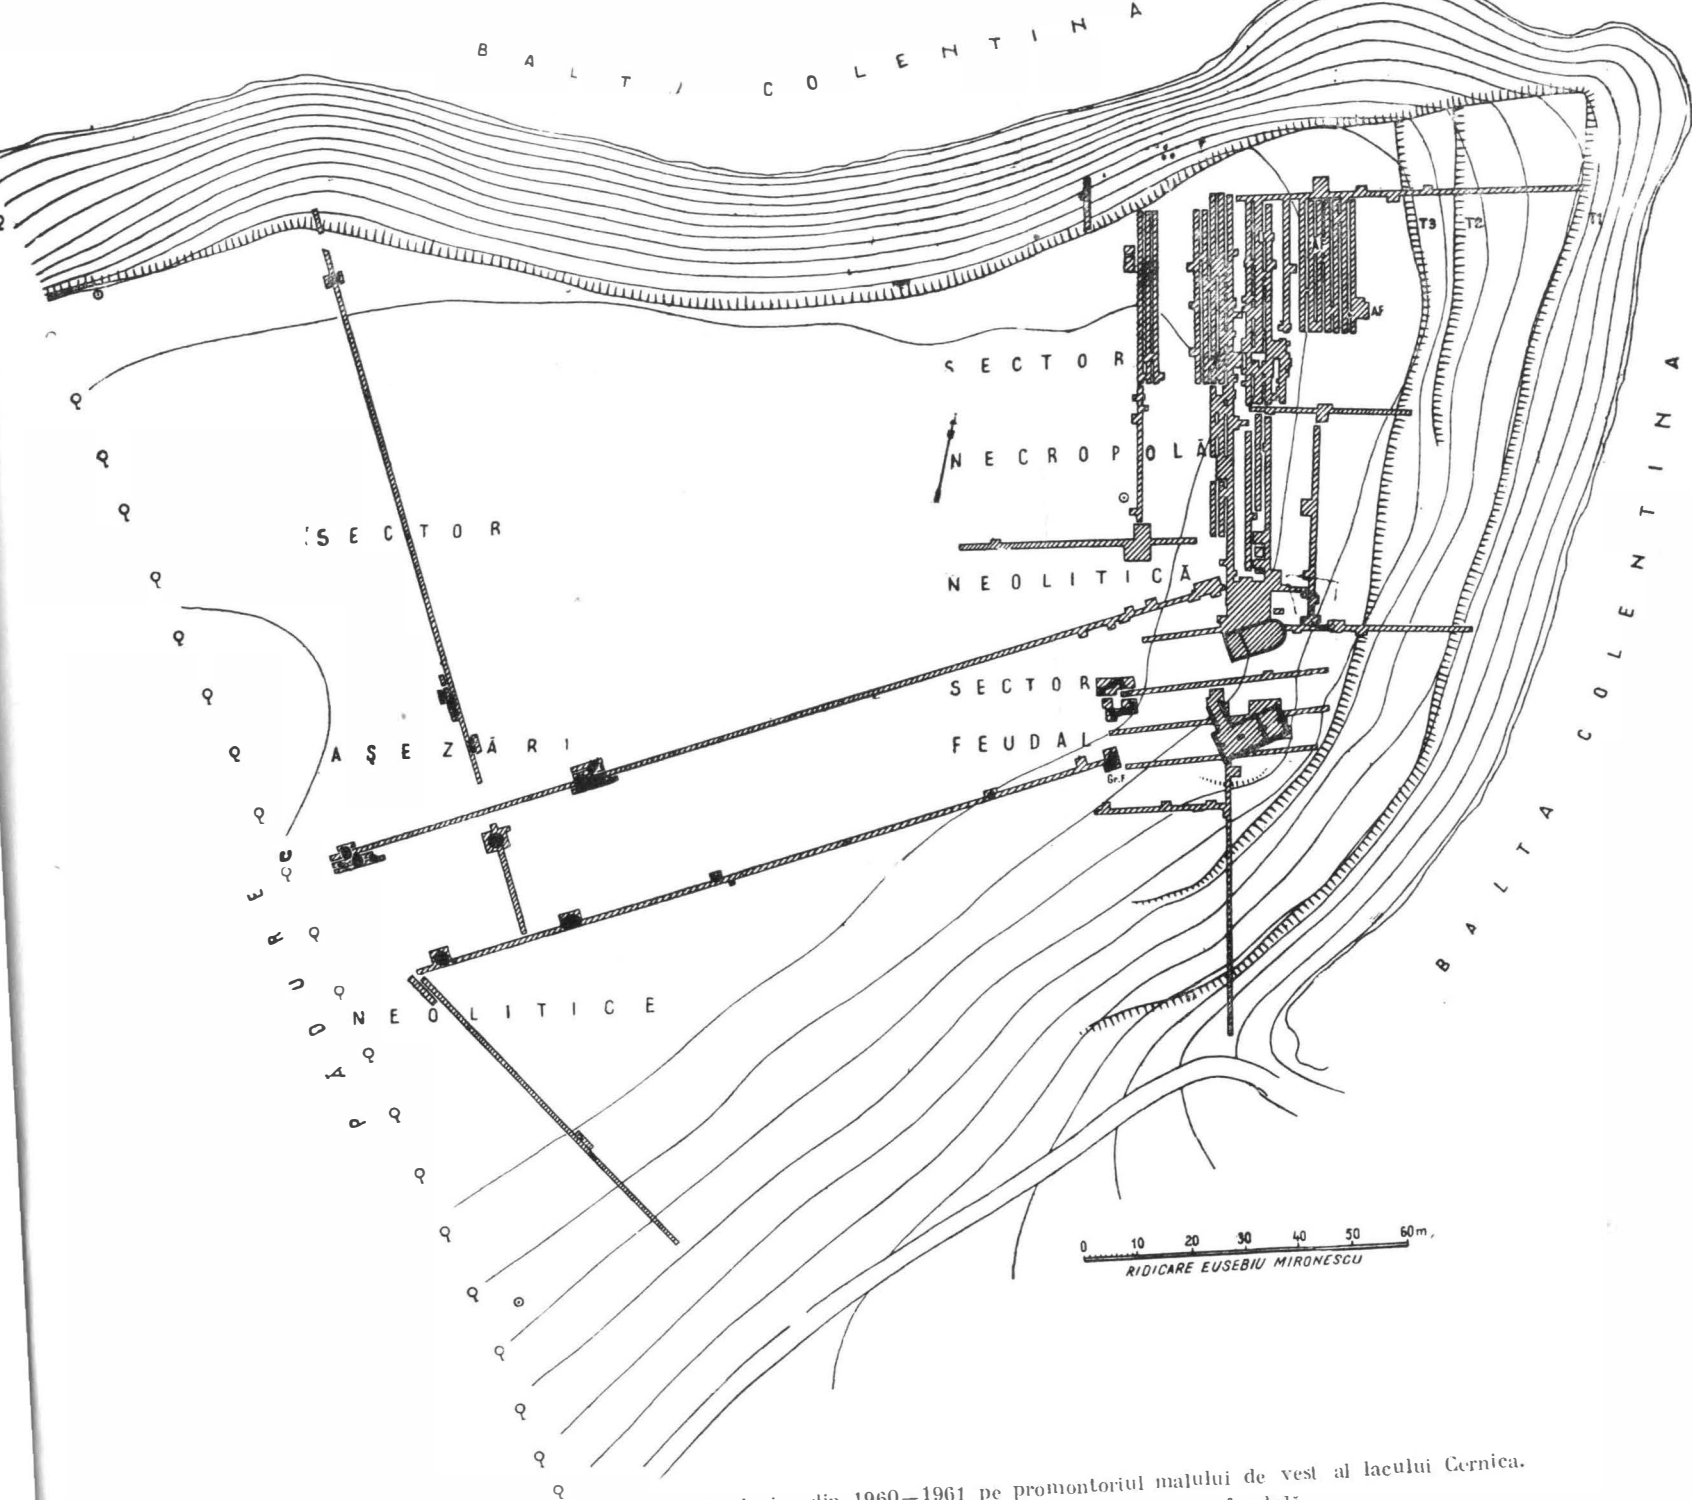 BALTA COLENTINA
T3
T2
T1
AF
AF
SECTOR
NECROPOLĂ
NEOLITICĂ
SECTOR
AŞEZĂRI
NEOLITICE
SECTOR
FEUDAL
Gr.F
PĂDURE
BALTA COLENTINA
0 10 20 30 40 50 60m,
RIDICARE EUSEBIU MIRONESCU
din 1960—1961 pe promontoriul malului de vest al lacului Cernica.